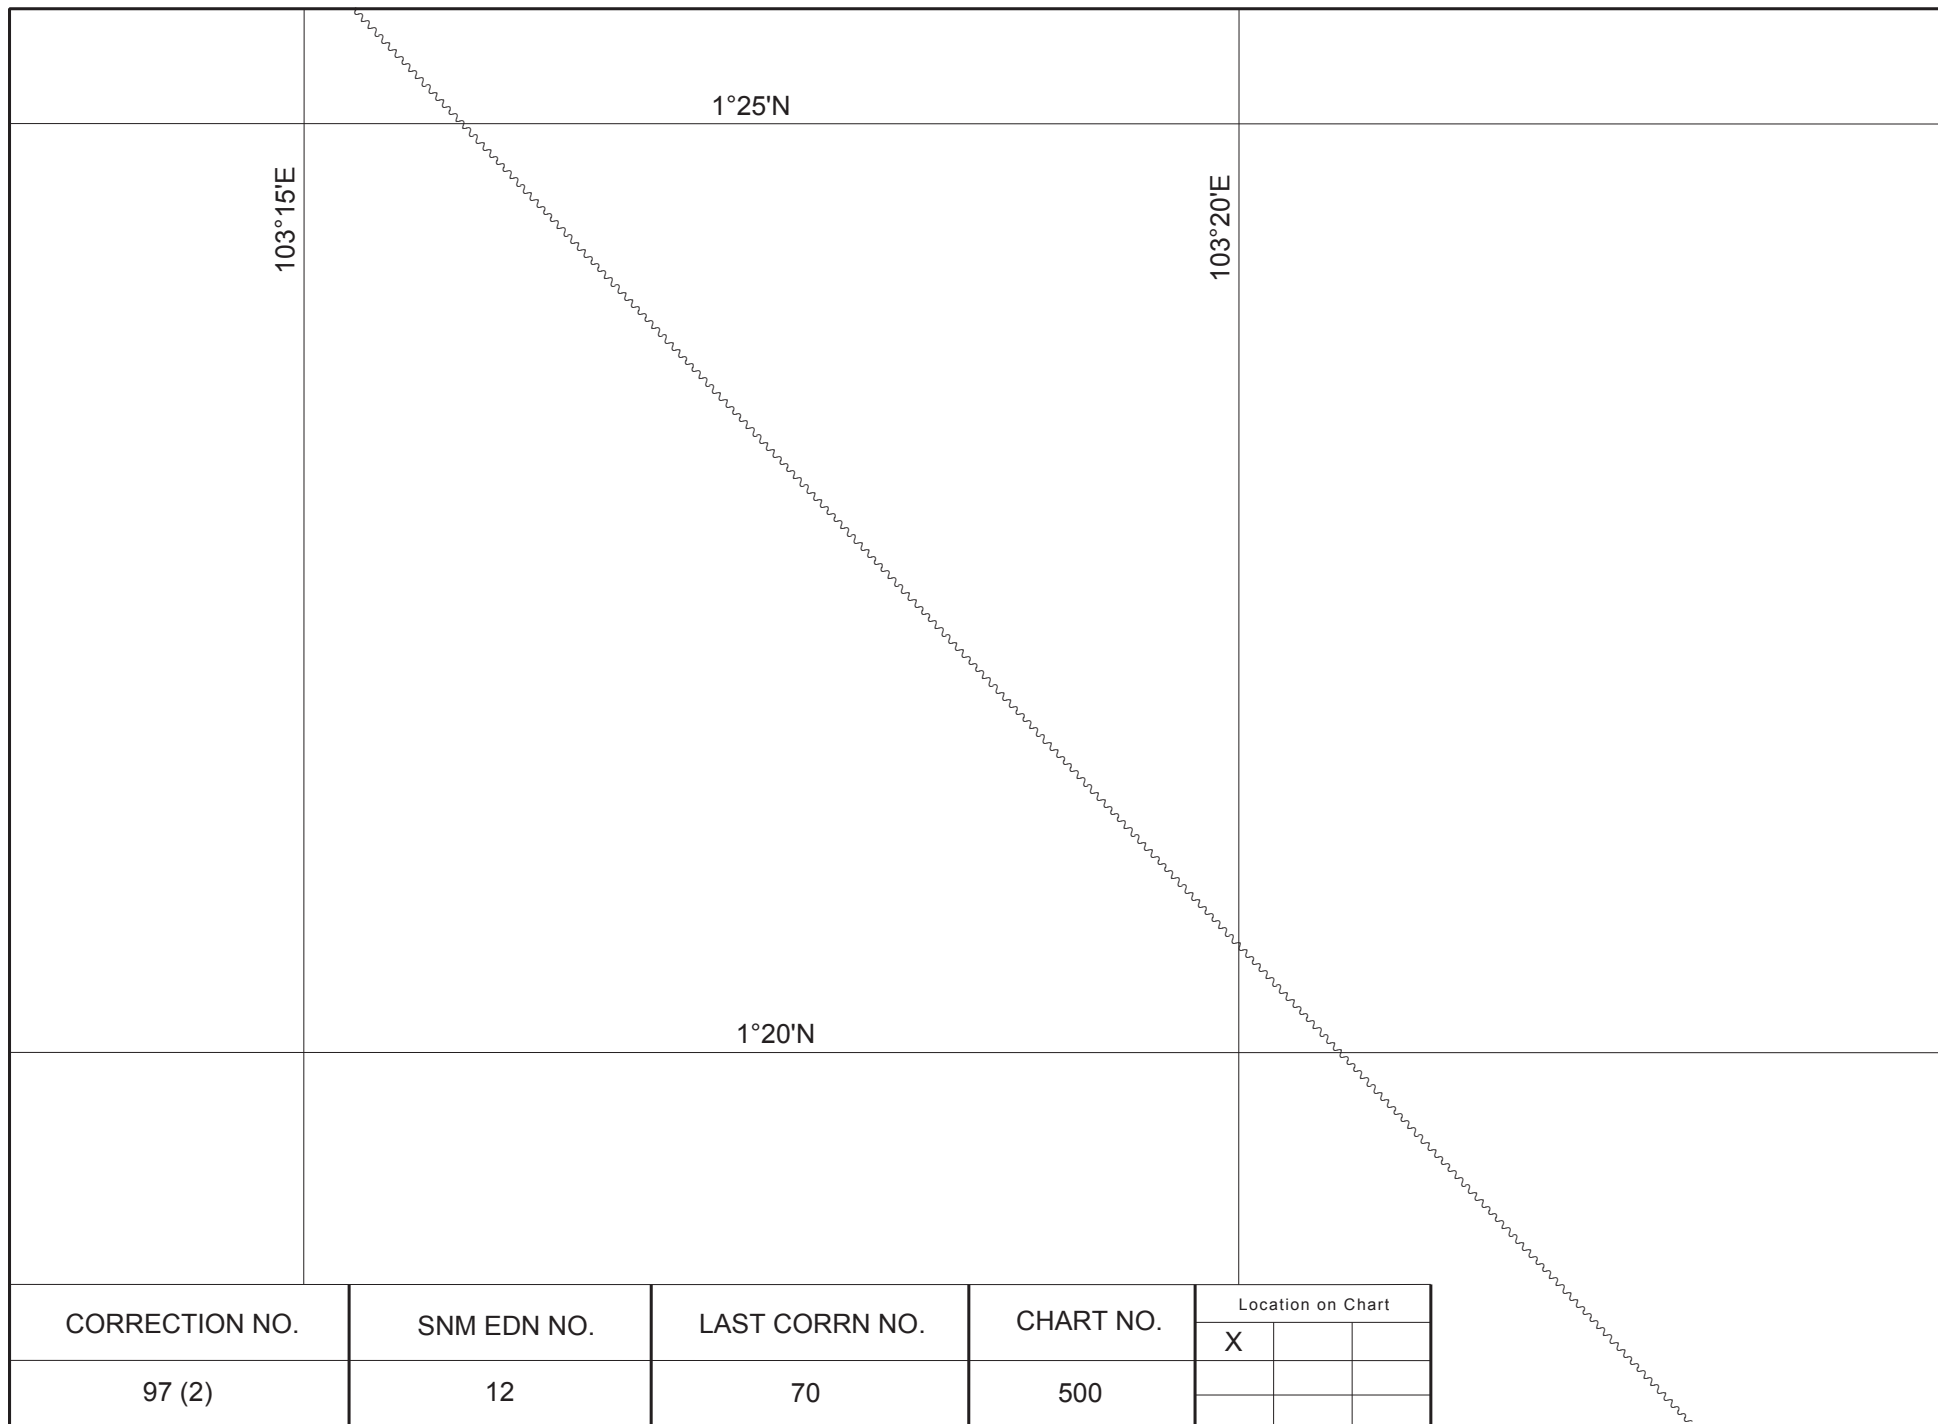 1°25'N
103°15'E
103°20'E
1°20'N
CORRECTION NO.
SNM EDN NO.
LAST CORRN NO.
CHART NO.
Location on Chart
X
97 (2)
12
70
500